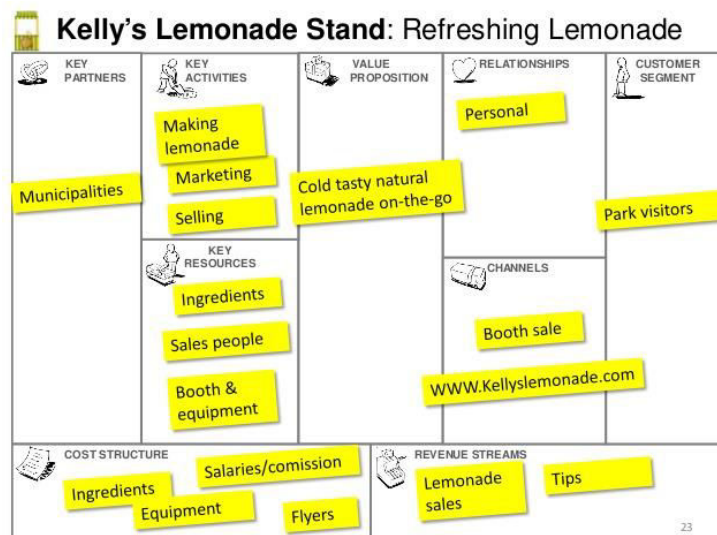 Kelly's Lemonade Stand: Refreshing Lemonade
KEY
PARTNERS
Municipalities
KEY
ACTIVITIES
Making
lemonade
Marketing
Selling
KEY
RESOURCES
Ingredients
Sales people
Booth &
equipment
VALUE
PROPOSITION
Cold tasty natural
lemonade on-the-go
RELATIONSHIPS
Personal
CHANNELS
Booth sale
WWW.Kellyslemonade.com
CUSTOMER
SEGMENT
Park visitors
COST STRUCTURE
Ingredients
Salaries/comission
Equipment
Flyers
REVENUE STREAMS
Lemonade
sales
Tips
23